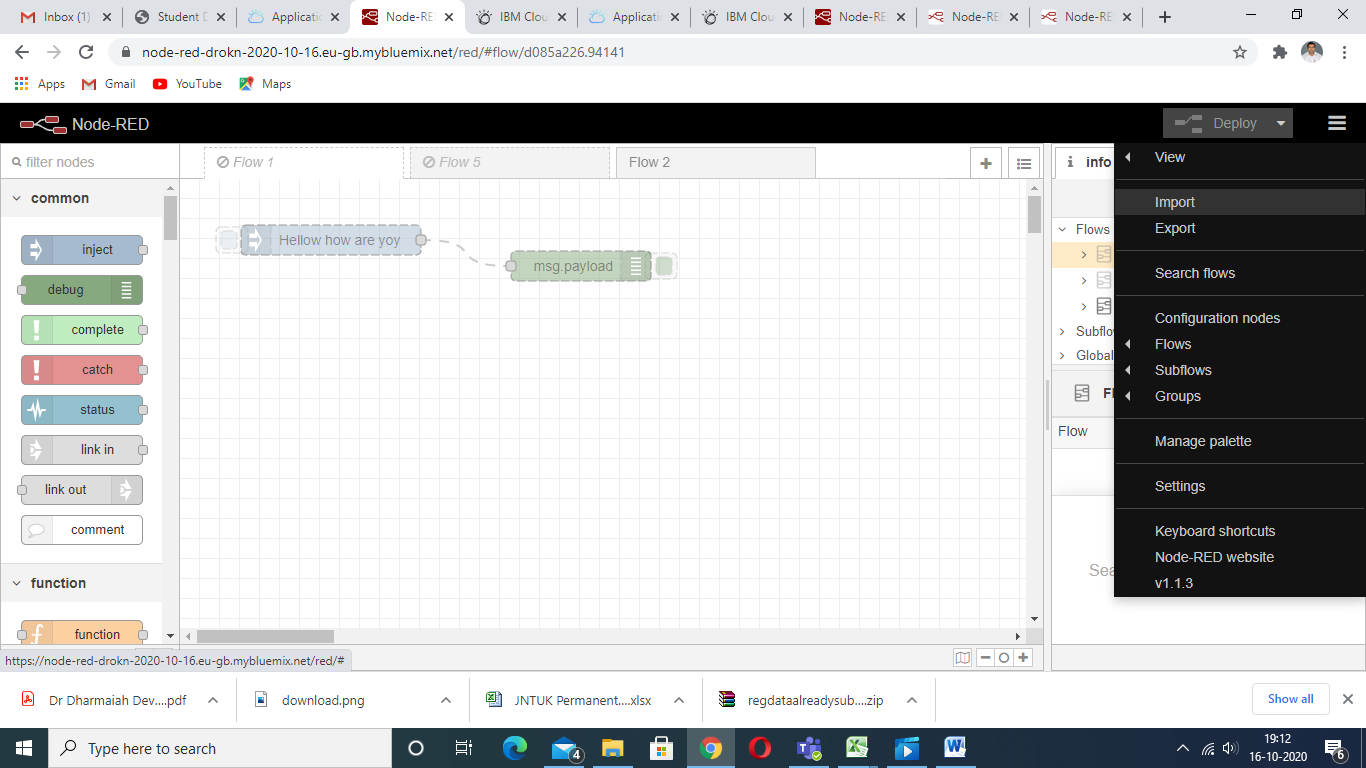 Inbox (1)
Student D
Applicatio
Node-RE
IBM Clou
Applicatio
IBM Clou
Node-RE
Node-RE
Node-RE
node-red-drokn-2020-10-16.eu-gb.mybluemix.net/red/#flow/d085a226.94141
Apps
Gmail
YouTube
Maps
Node-RED
Deploy
filter nodes
Flow 1
Flow 5
Flow 2
i info
View
common
Import
Hellow how are yoy
Flows
Export
inject
msg.payload
debug
Search flows
complete
Configuration nodes
Subflo
Flows
Global
catch
Subflows
Fl
Groups
status
Flow
Manage palette
link in
link out
Settings
comment
Keyboard shortcuts
Node-RED website
Sea
v1.1.3
function
function
https://node-red-drokn-2020-10-16.eu-gb.mybluemix.net/red/#
Dr Dharmaiah Dev....pdf
download.png
JNTUK Permanent....xlsx
regdataalreadysub....zip
Show all
Type here to search
4
19:12
16-10-2020
6